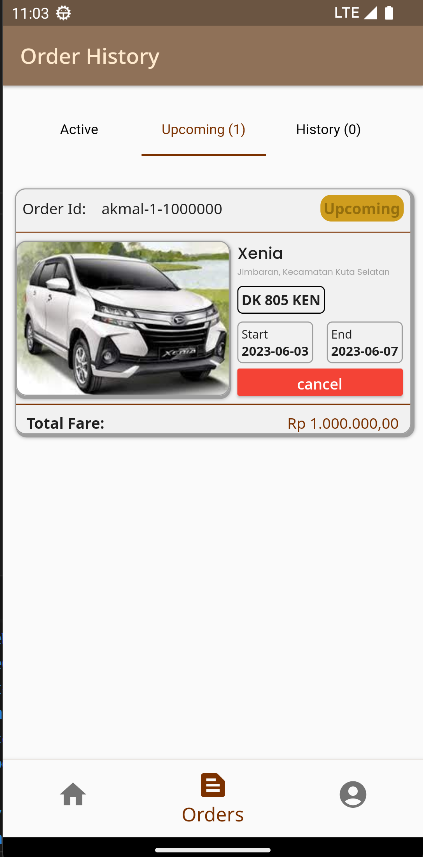 11:03 LTE
Order History
Active Upcoming (1) History (0)
Order Id: akmal-1-1000000 Upcoming
Xenia
Jimbaran, Kecamatan Kuta Selatan
DK 805 KEN
Start End
2023-06-03 2023-06-07
XENIA
cancel
Total Fare: Rp 1.000.000,00
Orders